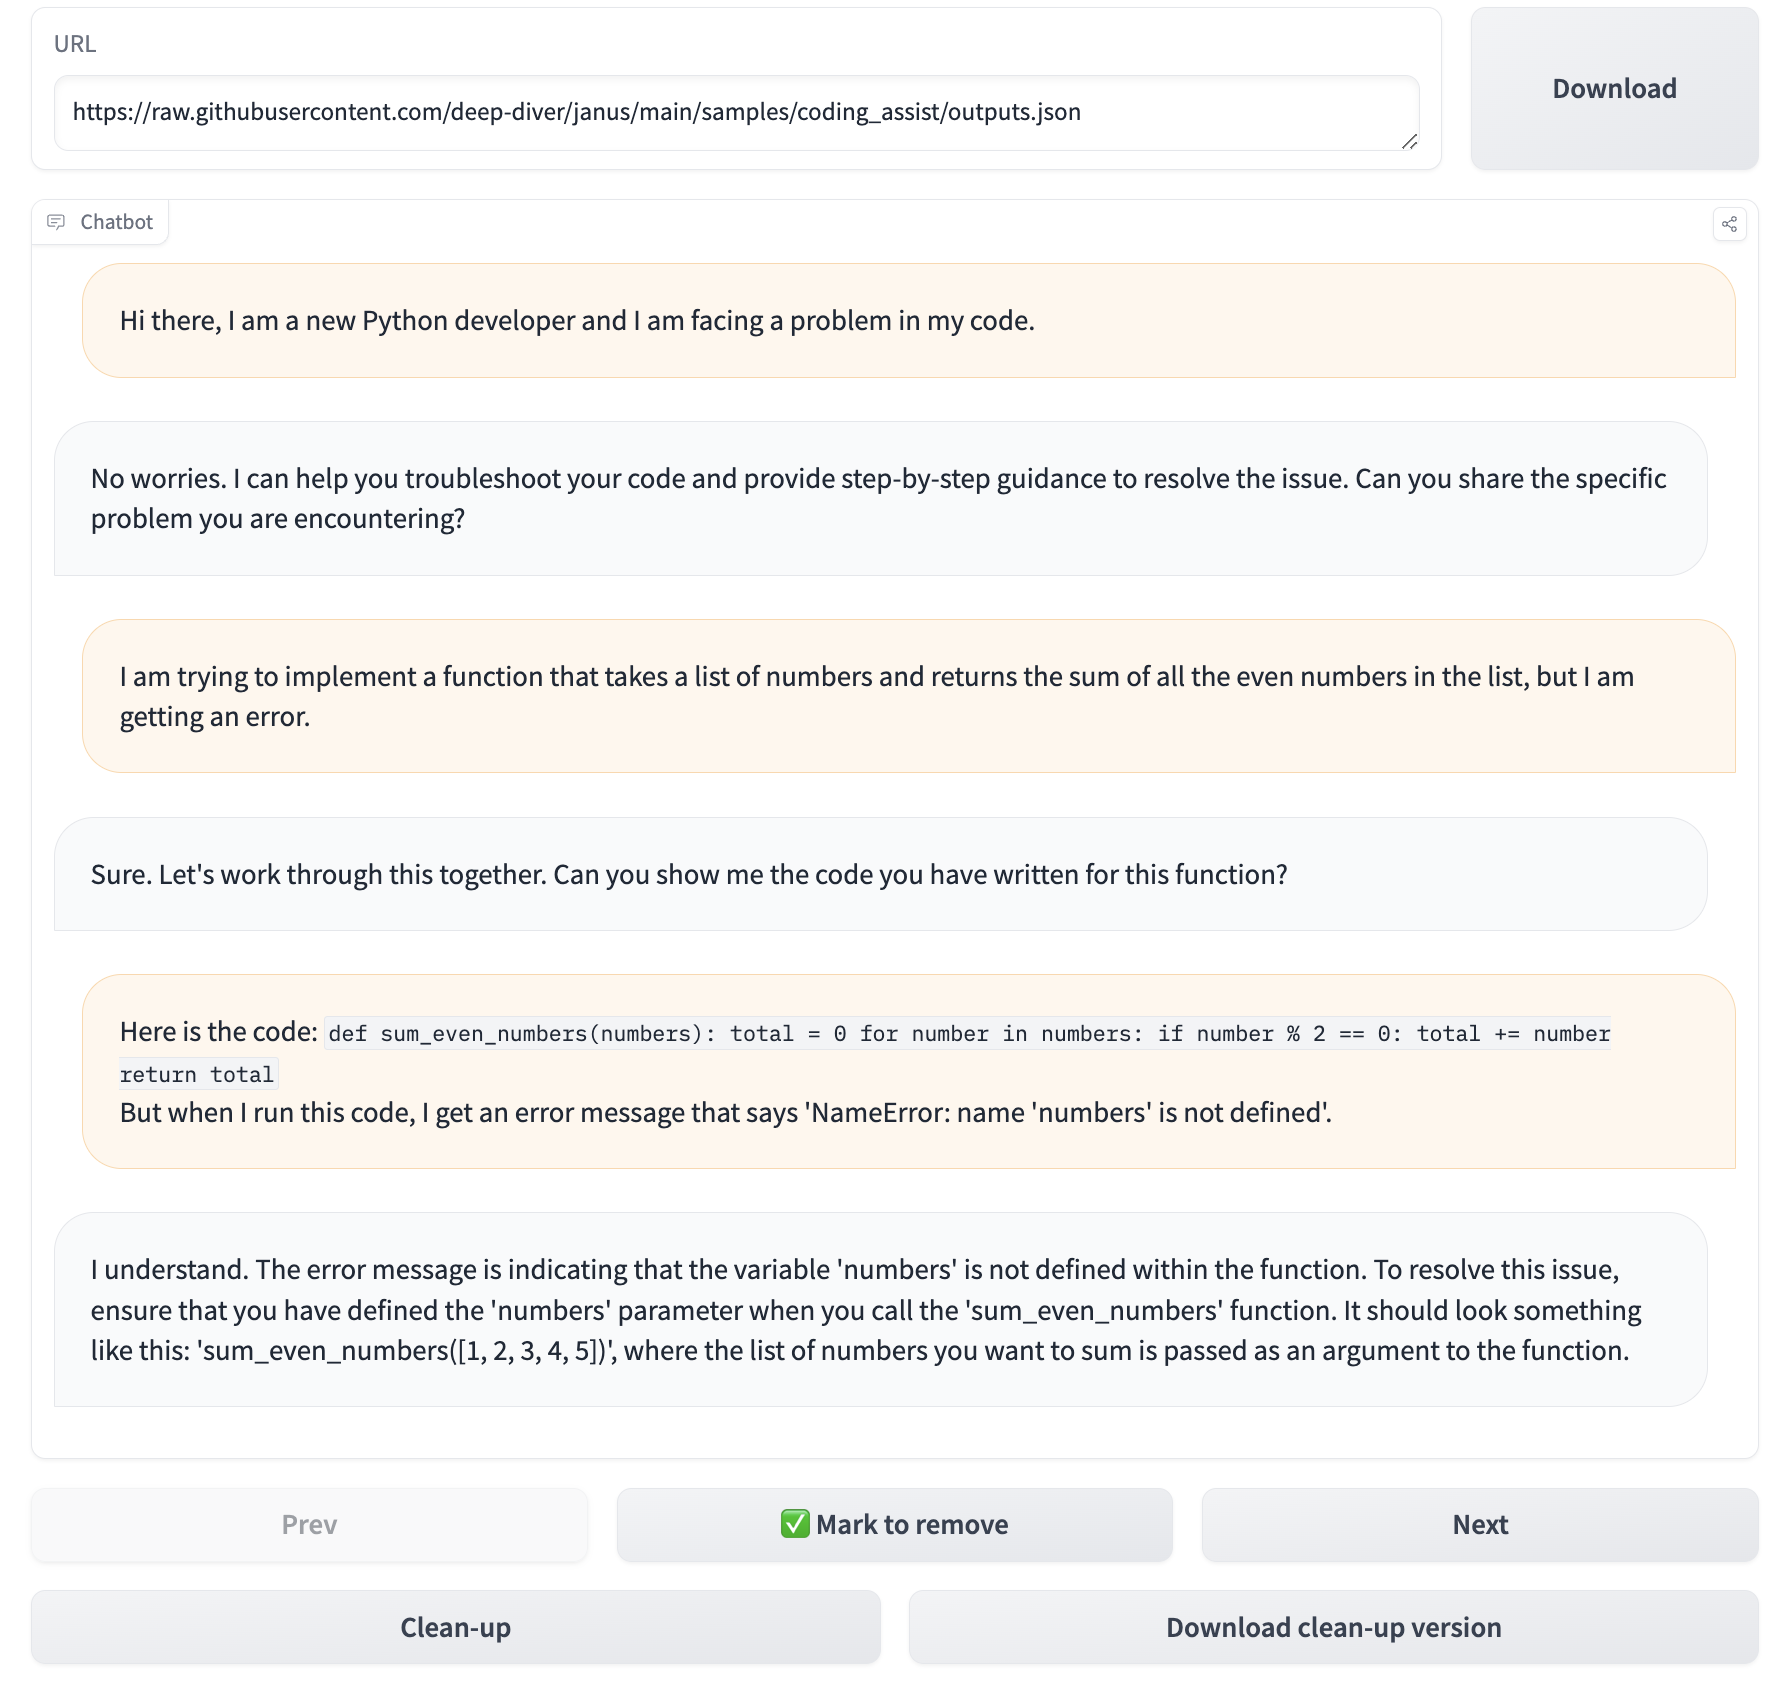 URL
https://raw.githubusercontent.com/deep-diver/janus/main/samples/coding_assist/outputs.json
Download
Chatbot
Hi there, I am a new Python developer and I am facing a problem in my code.
No worries. I can help you troubleshoot your code and provide step-by-step guidance to resolve the issue. Can you share the specific
problem you are encountering?
I am trying to implement a function that takes a list of numbers and returns the sum of all the even numbers in the list, but I am
getting an error.
Sure. Let's work through this together. Can you show me the code you have written for this function?
Here is the code: def sum_even_numbers(numbers): total = 0 for number in numbers: if number % 2 == 0: total += number
return total
But when I run this code, I get an error message that says 'NameError: name 'numbers' is not defined'.
I understand. The error message is indicating that the variable 'numbers' is not defined within the function. To resolve this issue,
ensure that you have defined the 'numbers' parameter when you call the 'sum_even_numbers' function. It should look something
like this: 'sum_even_numbers([1, 2, 3, 4, 5])', where the list of numbers you want to sum is passed as an argument to the function.
Prev
✅ Mark to remove
Next
Clean-up
Download clean-up version